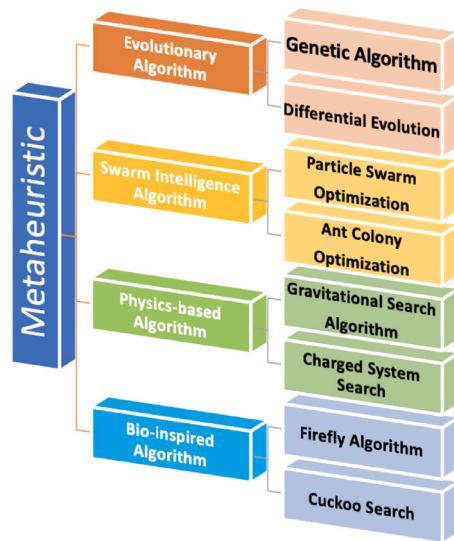 Metaheuristic
Evolutionary
Algorithm
Genetic Algorithm
Differential Evolution
Swarm Intelligence
Algorithm
Particle Swarm
Optimization
Ant Colony
Optimization
Physics-based
Algorithm
Gravitational Search
Algorithm
Charged System
Search
Bio-inspired
Algorithm
Firefly Algorithm
Cuckoo Search